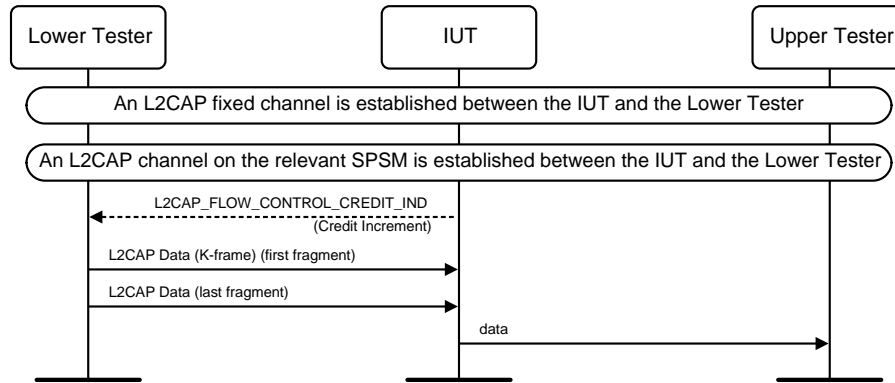 Lower Tester
IUT
Upper Tester
An L2CAP fixed channel is established between the IUT and the Lower Tester
An L2CAP channel on the relevant SPSM is established between the IUT and the Lower Tester
L2CAP_FLOW_CONTROL_CREDIT_IND
(Credit Increment)
L2CAP Data (K-frame) (first fragment)
L2CAP Data (last fragment)
data